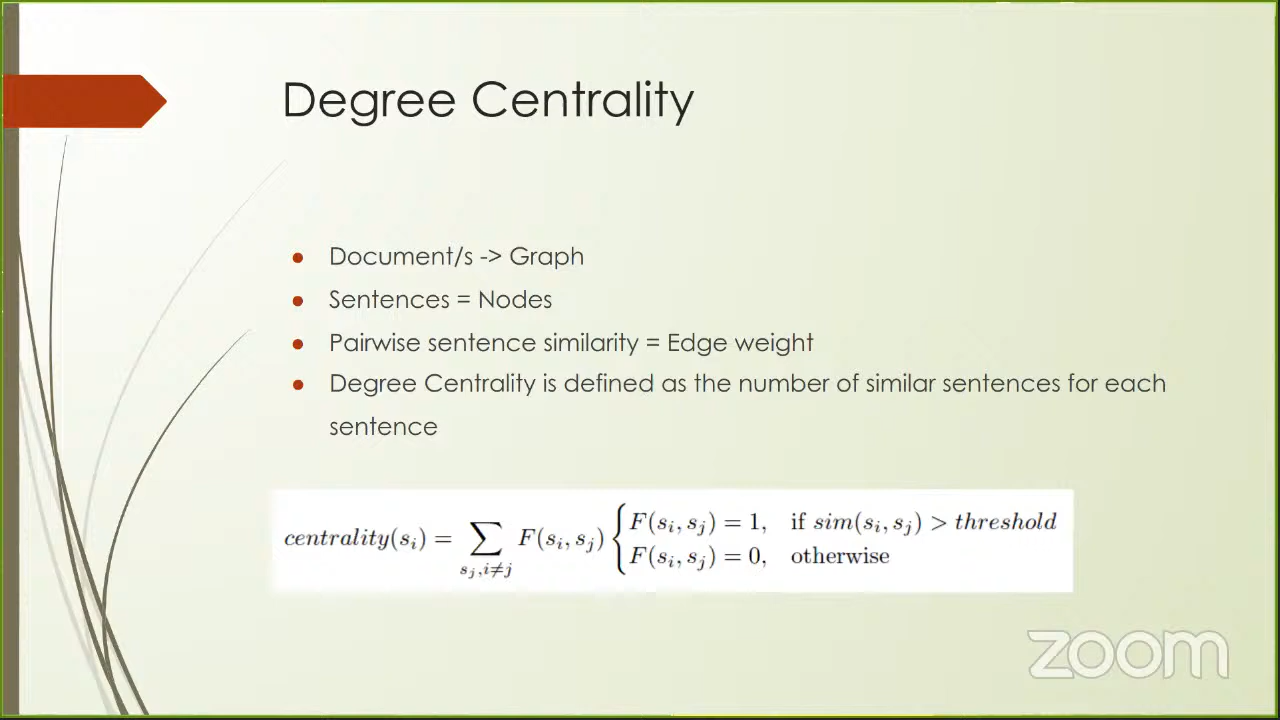 Degree Centrality
● Document/s -> Graph
● Sentences = Nodes
● Pairwise sentence similarity = Edge weight
● Degree Centrality is defined as the number of similar sentences for each
sentence
centrality(s_i) = ∑_{s_j, i≠j} F(s_i, s_j) { F(s_i, s_j) = 1, if sim(s_i, s_j) > threshold
F(s_i, s_j) = 0, otherwise
zoom